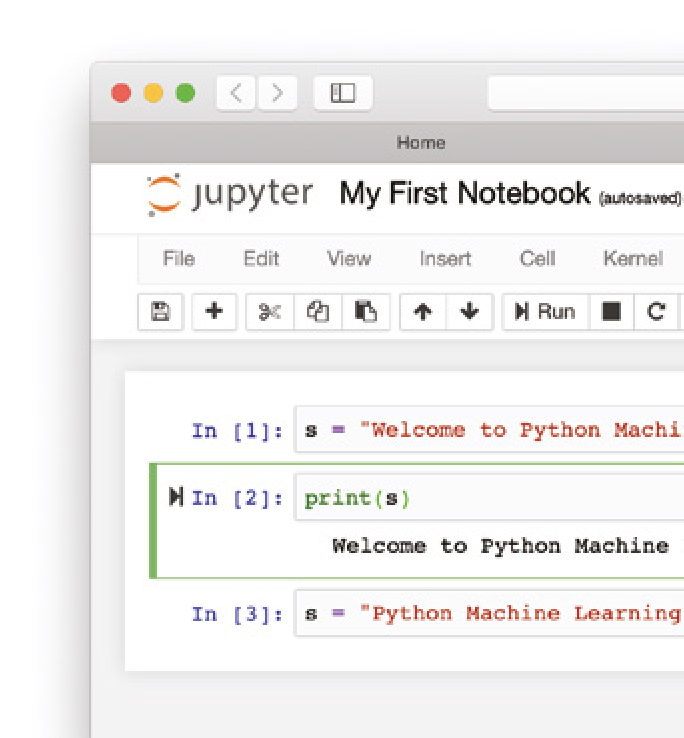 Home
jupyter My First Notebook (autosaved)
File Edit View Insert Cell Kernel
Run
In [1]: s = "Welcome to Python Machi
In [2]: print(s)
Welcome to Python Machine
In [3]: s = "Python Machine Learning